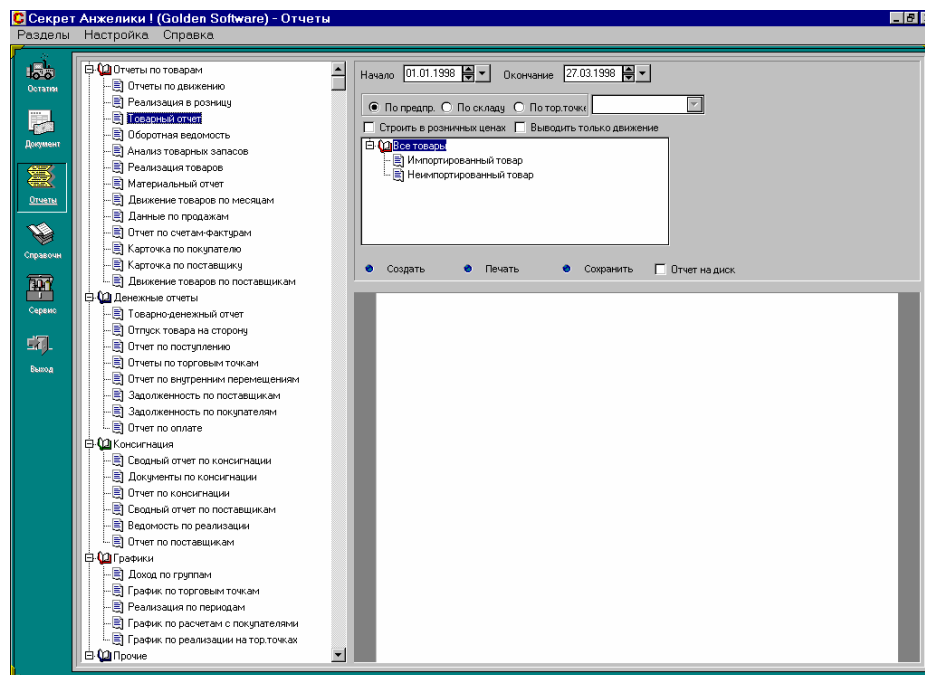 Секрет Анжелики ! (Golden Software) - Отчеты
Разделы Настройка Справка
Остатки
Документ
Отчеты
Справочн
Сервис
Выход
Отчеты по товарам
Отчеты по движению
Реализация в розницу
Товарный отчет
Оборотная ведомость
Анализ товарных запасов
Реализация товаров
Материальный отчет
Движение товаров по месяцам
Данные по продажам
Отчет по счетам-фактурам
Карточка по покупателю
Карточка по поставщику
Движение товаров по поставщикам
Денежные отчеты
Товарно-денежный отчет
Отпуск товара на сторону
Отчет по поступлению
Отчеты по торговым точкам
Отчет по внутренним перемещениям
Задолженность по поставщикам
Задолженность по покупателям
Отчет по оплате
Консигнация
Сводный отчет по консигнации
Документы по консигнации
Отчет по консигнации
Сводный отчет по поставщикам
Ведомость по реализации
Отчет по поставщикам
Графики
Доход по группам
График по торговым точкам
Реализация по периодам
График по расчетам с покупателями
График по реализации на тор.точках
Прочие
Начало 01.01.1998 Окончание 27.03.1998
По предпр. По складу По тор.точке
Строить в розничных ценах Выводить только движение
Все товары
Импортированный товар
Неимпортированный товар
Создать Печать Сохранить Отчет на диск